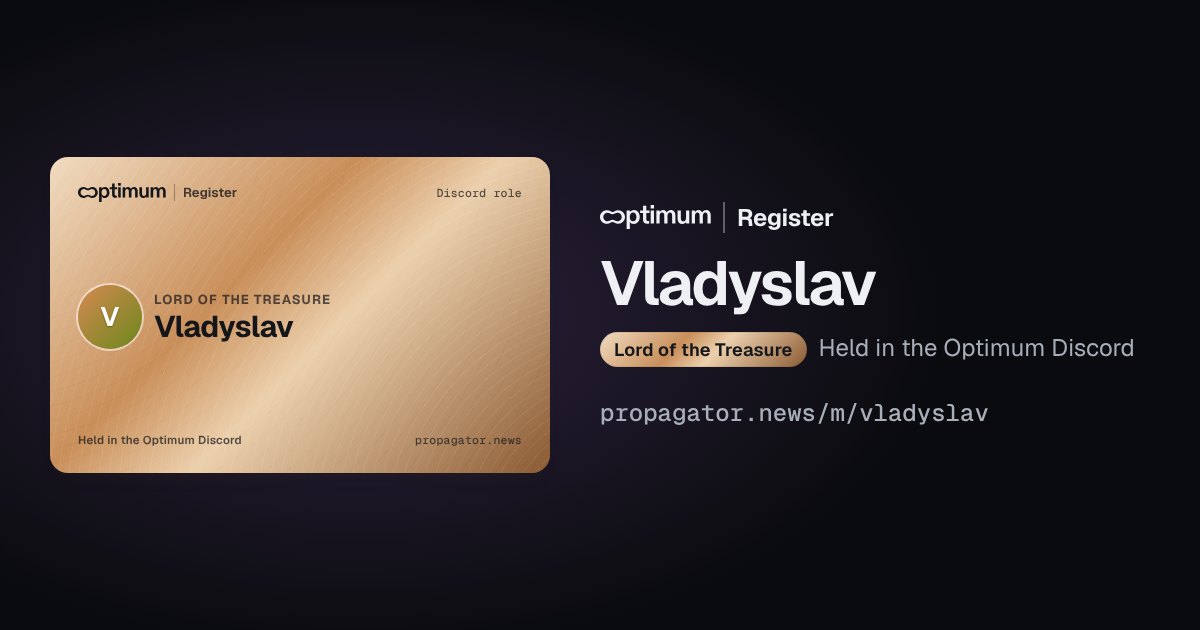 optimum | Register
Discord role
V
LORD OF THE TREASURE
Vladyslav
Held in the Optimum Discord
propagator.news
optimum | Register
Vladyslav
Lord of the Treasure
Held in the Optimum Discord
propagator.news/m/vladyslav